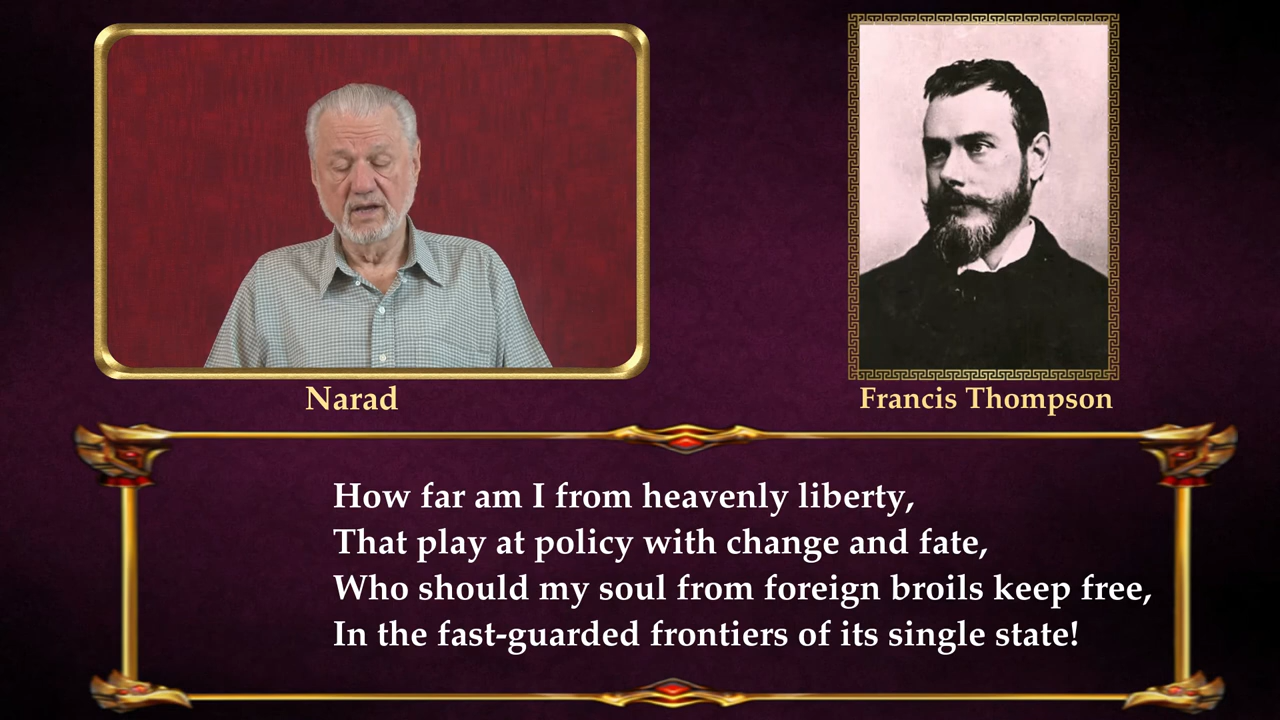 Narad
Francis Thompson
How far am I from heavenly liberty,
That play at policy with change and fate,
Who should my soul from foreign broils keep free,
In the fast-guarded frontiers of its single state!